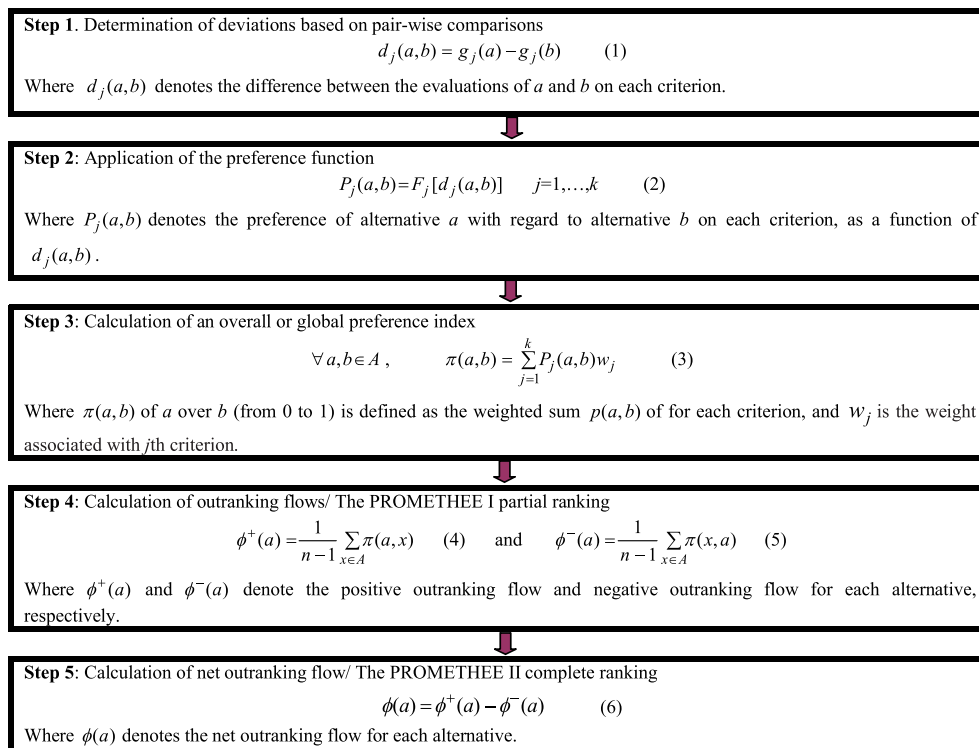 Step 1. Determination of deviations based on pair-wise comparisons
d_j(a,b) = g_j(a) − g_j(b) (1)
Where d_j(a,b) denotes the difference between the evaluations of a and b on each criterion.
Step 2: Application of the preference function
P_j(a,b)=F_j[d_j(a,b)] j=1,…,k (2)
Where P_j(a,b) denotes the preference of alternative a with regard to alternative b on each criterion, as a function of
d_j(a,b).
Step 3: Calculation of an overall or global preference index
∀a,b∈A, π(a,b) = ∑_{j=1}^{k} P_j(a,b)w_j (3)
Where π(a,b) of a over b (from 0 to 1) is defined as the weighted sum p(a,b) of for each criterion, and w_j is the weight
associated with jth criterion.
Step 4: Calculation of outranking flows/ The PROMETHEE I partial ranking
ϕ⁺(a) = 1/(n−1) ∑_{x∈A} π(a,x) (4) and ϕ⁻(a) = 1/(n−1) ∑_{x∈A} π(x,a) (5)
Where ϕ⁺(a) and ϕ⁻(a) denote the positive outranking flow and negative outranking flow for each alternative,
respectively.
Step 5: Calculation of net outranking flow/ The PROMETHEE II complete ranking
ϕ(a) = ϕ⁺(a) − ϕ⁻(a) (6)
Where ϕ(a) denotes the net outranking flow for each alternative.